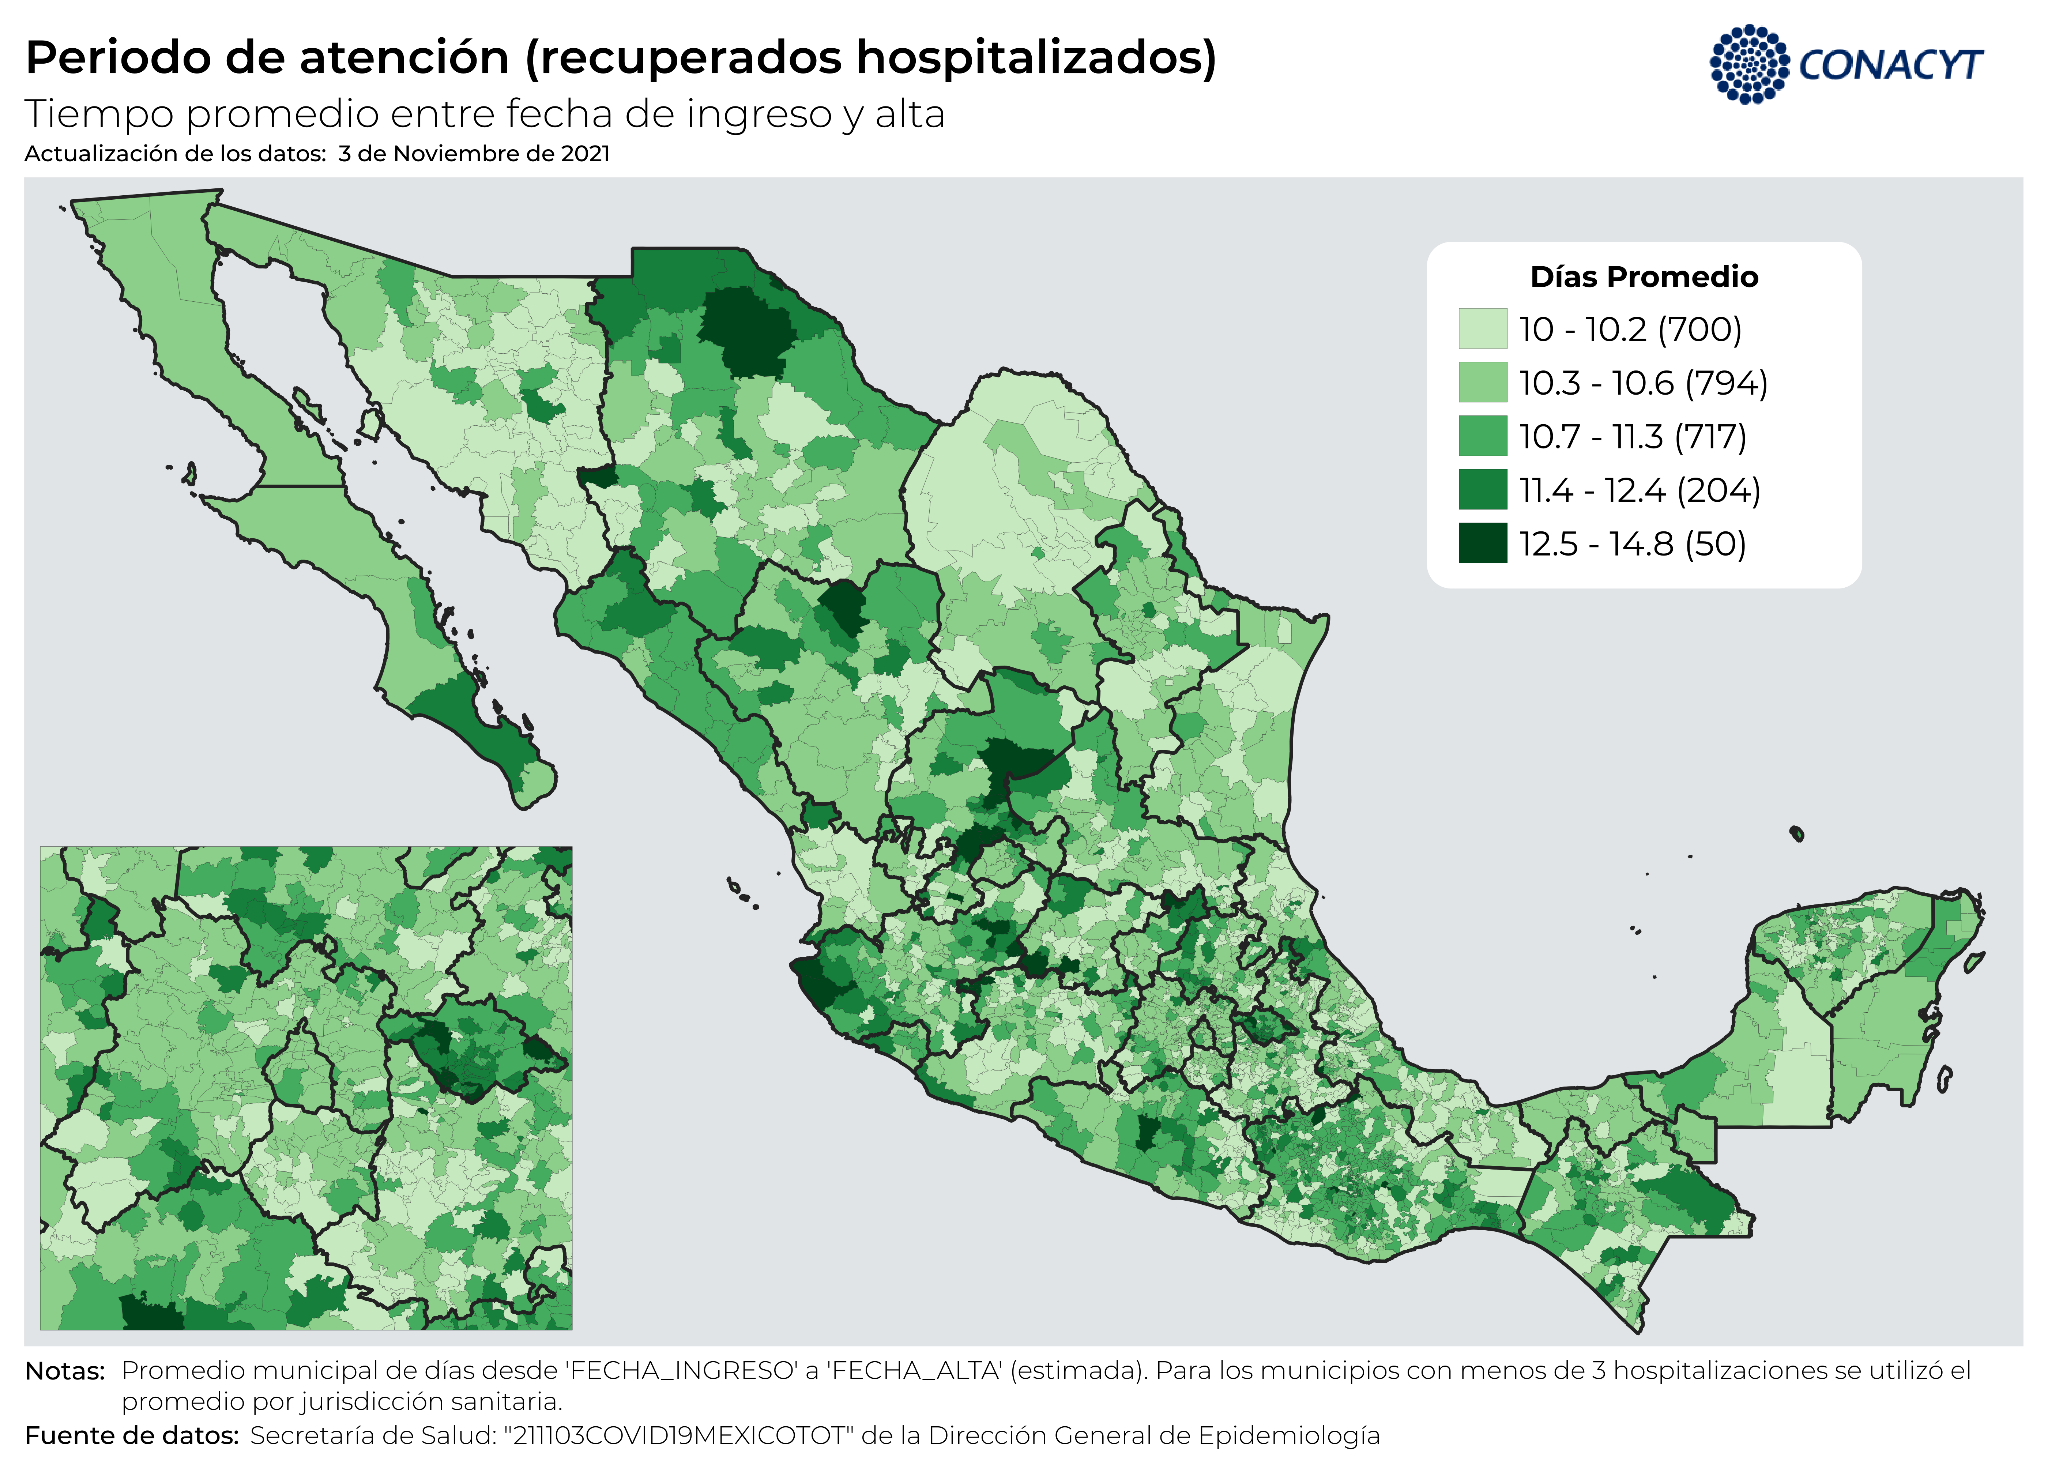 Periodo de atención (recuperados hospitalizados)
Tiempo promedio entre fecha de ingreso y alta
Actualización de los datos: 3 de Noviembre de 2021
CONACYT
Días Promedio
10 - 10.2 (700)
10.3 - 10.6 (794)
10.7 - 11.3 (717)
11.4 - 12.4 (204)
12.5 - 14.8 (50)
Notas: Promedio municipal de días desde 'FECHA_INGRESO' a 'FECHA_ALTA' (estimada). Para los municipios con menos de 3 hospitalizaciones se utilizó el
promedio por jurisdicción sanitaria.
Fuente de datos: Secretaría de Salud: "211103COVID19MEXICOTOT" de la Dirección General de Epidemiología